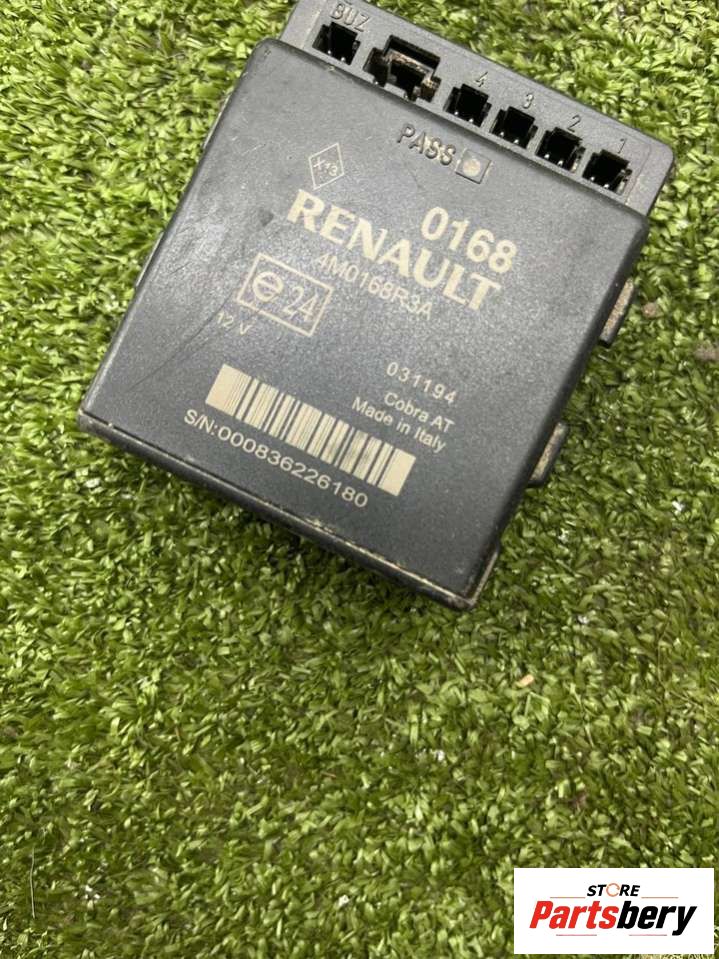 BUZ 4 3 2 1
PASS.
X13
0168
RENAULT
4M0168R3A
e 24
12 V
031194
Cobra AT
Made in Italy
S/N:000836226180
STORE
Partsbery